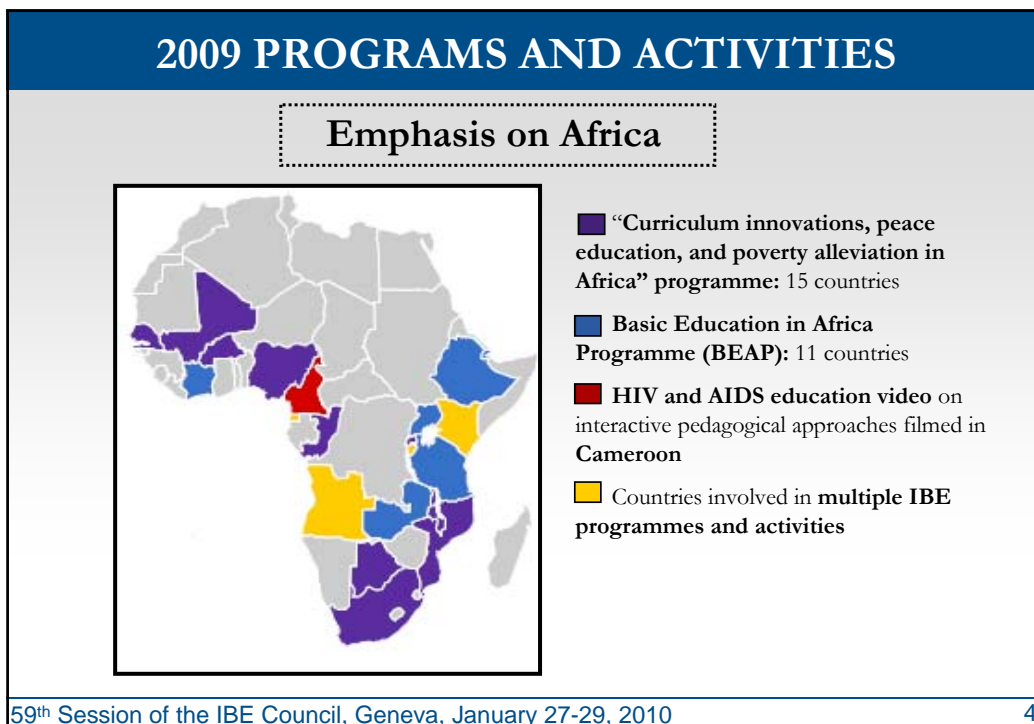 2009 PROGRAMS AND ACTIVITIES
Emphasis on Africa
“Curriculum innovations, peace
education, and poverty alleviation in
Africa” programme: 15 countries
Basic Education in Africa
Programme (BEAP): 11 countries
HIV and AIDS education video on
interactive pedagogical approaches filmed in
Cameroon
Countries involved in multiple IBE
programmes and activities
59th Session of the IBE Council, Geneva, January 27-29, 2010 4